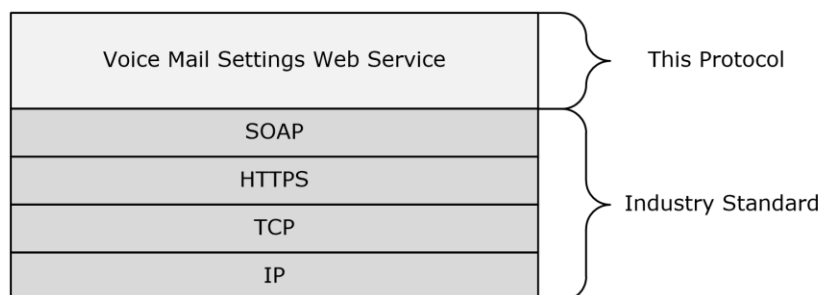 Voice Mail Settings Web Service
This Protocol
SOAP
HTTPS
TCP
Industry Standard
IP